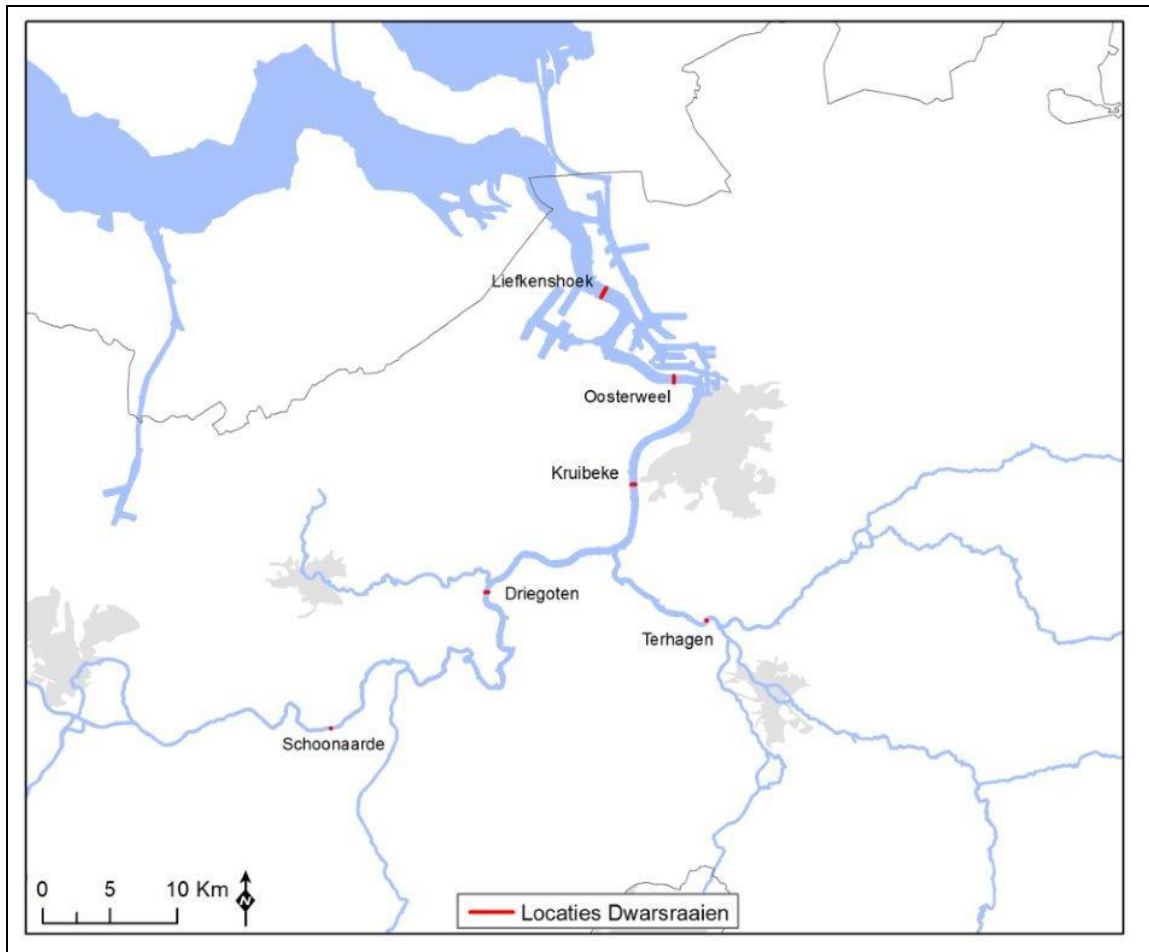 Liefkenshoek
Oosterweel
Kruibeke
Driegoten
Terhagen
Schoonaarde
0 5 10 Km
N
Locaties Dwarsraaien